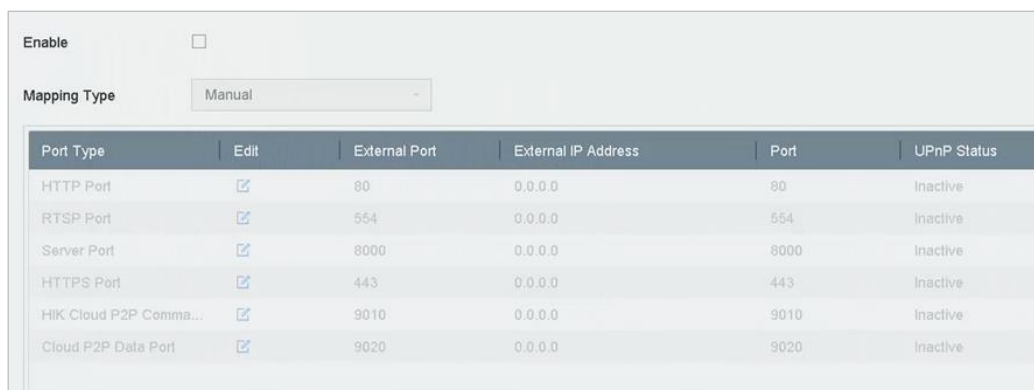 Enable
Mapping Type Manual
Port Type Edit External Port External IP Address Port UPnP Status
HTTP Port 80 0.0.0.0 80 Inactive
RTSP Port 554 0.0.0.0 554 Inactive
Server Port 8000 0.0.0.0 8000 Inactive
HTTPS Port 443 0.0.0.0 443 Inactive
HIK Cloud P2P Comma... 9010 0.0.0.0 9010 Inactive
Cloud P2P Data Port 9020 0.0.0.0 9020 Inactive